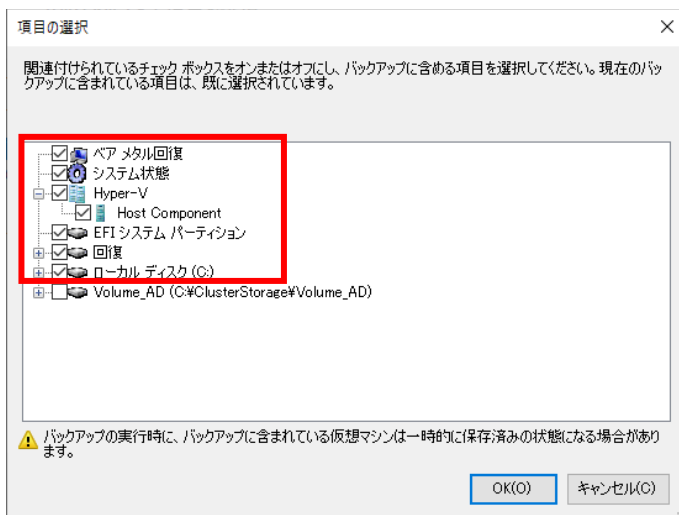 項目の選択
関連付けられているチェック ボックスをオンまたはオフにし、バックアップに含める項目を選択してください。現在のバッ
クアップに含まれている項目は、既に選択されています。
ベア メタル回復
システム状態
Hyper-V
Host Component
EFI システム パーティション
回復
ローカル ディスク (C:)
Volume_AD (C:¥ClusterStorage¥Volume_AD)
バックアップの実行時に、バックアップに含まれている仮想マシンは一時的に保存済みの状態になる場合があり
ます。
OK(O)
キャンセル(C)